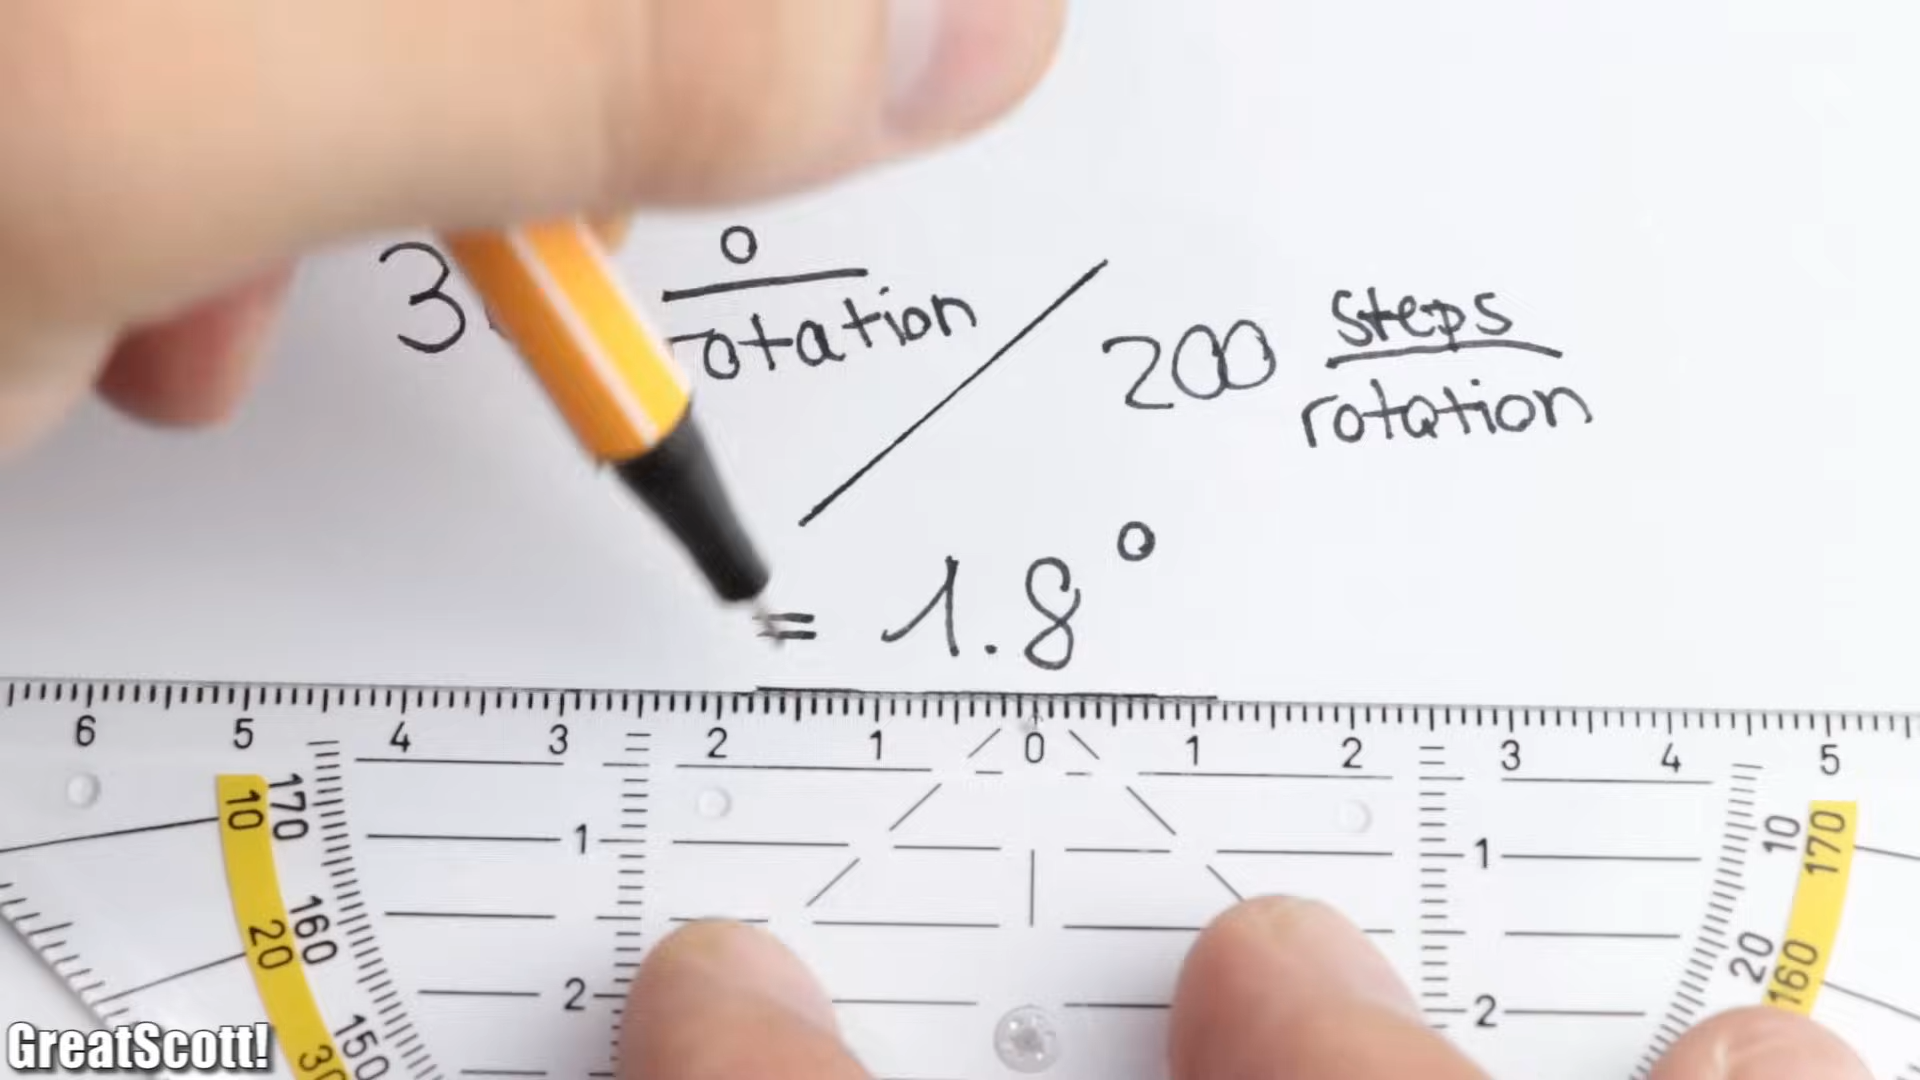 3
°
rotation
/
200
steps
rotation
= 1.8°
6 5 4 3 2 1 0 1 2 3 4 5
10 170
1
1
10 170
20 160
20 160
2
2
30 150
GreatScott!